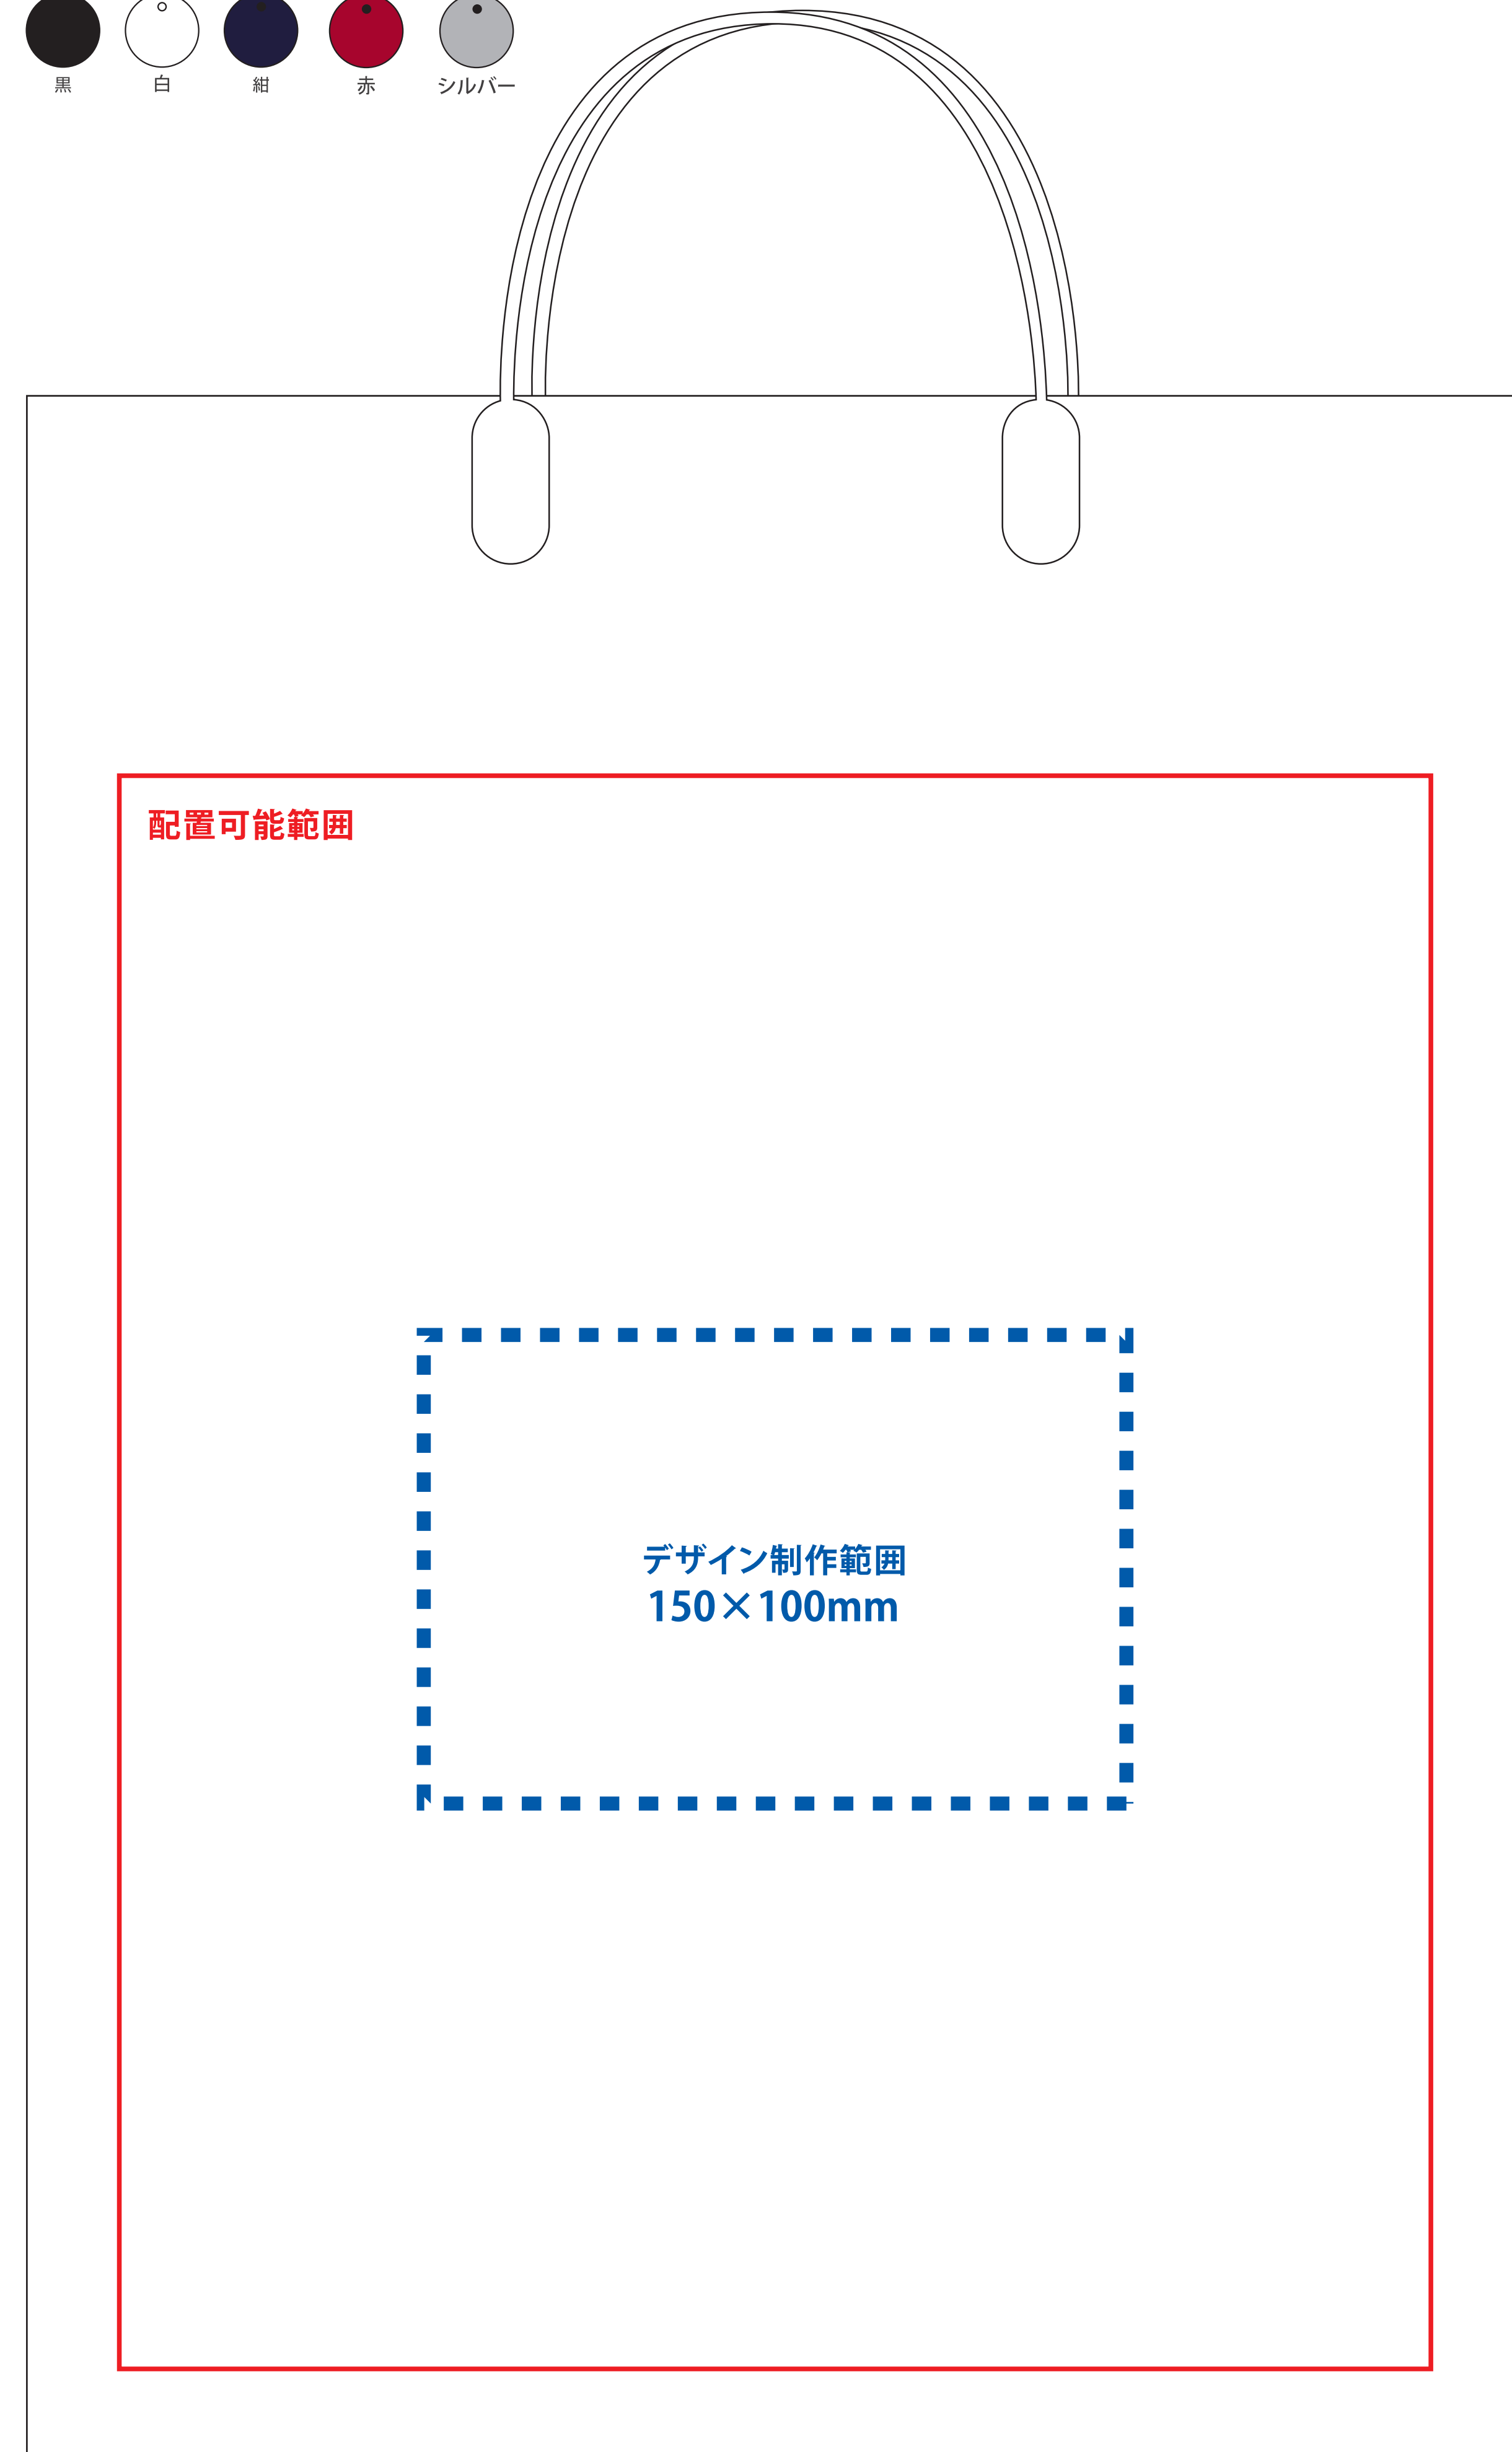 黒
白
紺
赤
シルバー
配置可能範囲
デザイン制作範囲
150×100mm